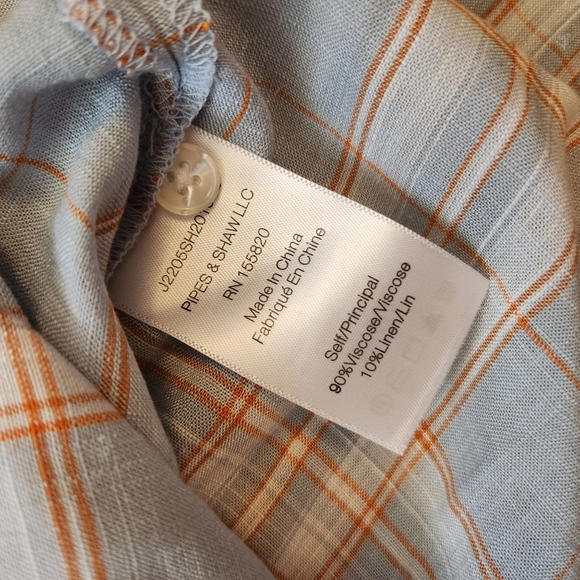 J2205SH201
PIPES & SHAW LLC
RN 155820
Made In China
Fabriqué En Chine
Self/Principal
90%Viscose/Viscose
10%Linen/Lin